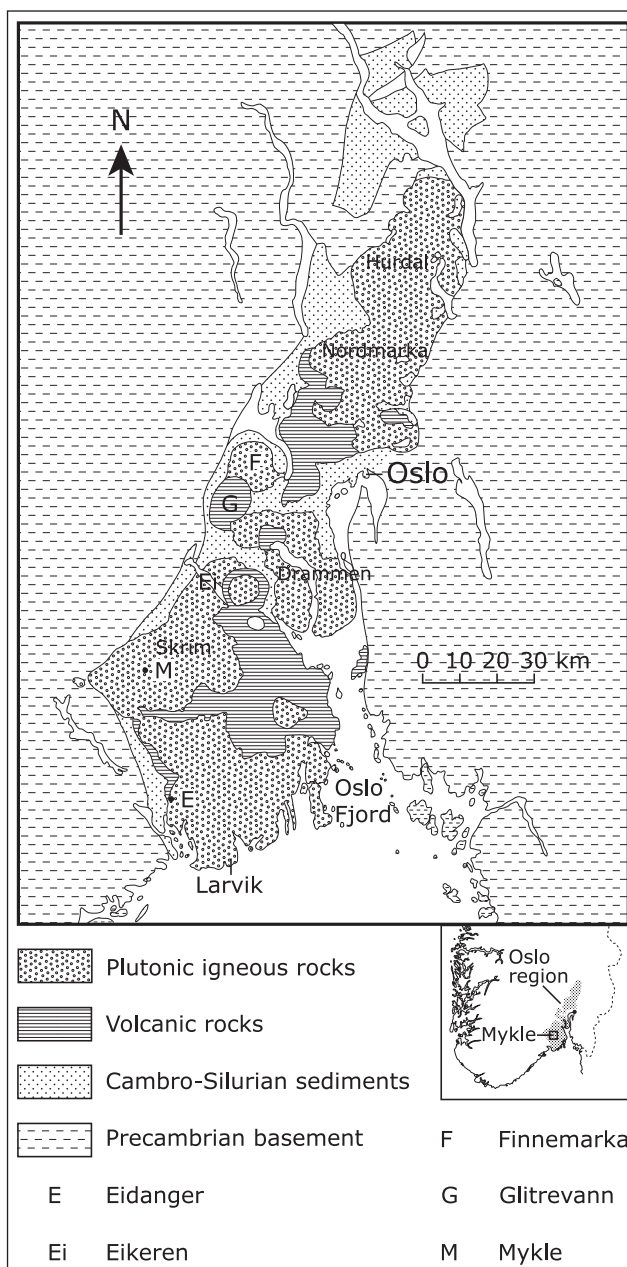 N
Hurdal
Nordmarka
F
Oslo
G
Ei
Drammen
Skrim
M
0 10 20 30 km
E
Oslo
Fjord
Larvik
Plutonic igneous rocks
Volcanic rocks
Cambro-Silurian sediments
Precambrian basement
E Eidanger
Ei Eikeren
Oslo
region
Mykle
F Finnemarka
G Glitrevann
M Mykle